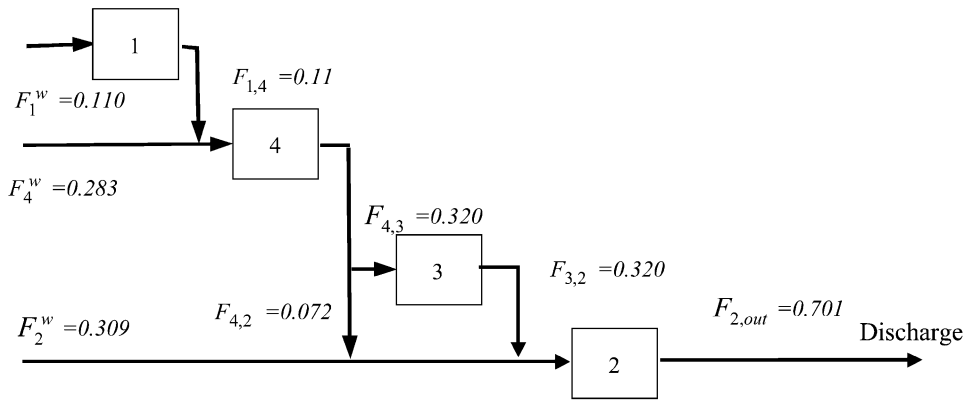 1
F₁ʷ =0.110
F₁,₄ =0.11
4
F₄ʷ =0.283
F₄,₃ =0.320
3
F₃,₂ =0.320
F₄,₂ =0.072
F₂ʷ =0.309
F₂,out =0.701
Discharge
2